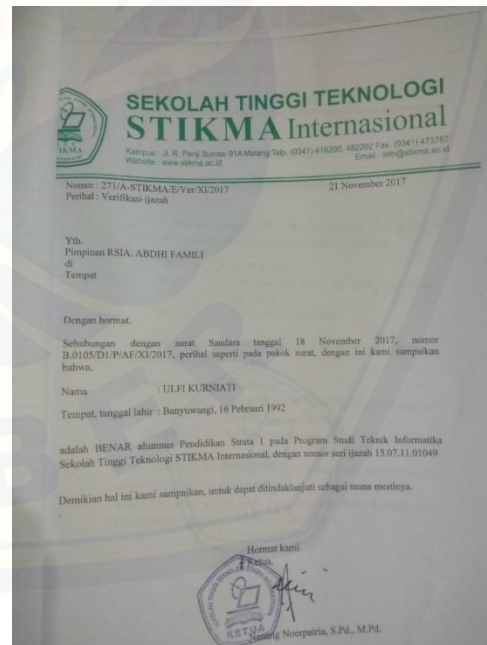 SEKOLAH TINGGI TEKNOLOGI
STIKMA Internasional
Kampus : Jl. R. Panji Suroso 91A Malang Telp. (0341) 416200, 482202 Fax. (0341) 473757
Website : www.stikma.ac.id Email : info@stikma.ac.id
Nomor : 271/A-STIKMA/E/Ver/XI/2017 21 November 2017
Perihal : Verifikasi ijazah
Yth.
Pimpinan RSIA. ABDHI FAMILI
di
Tempat
Dengan hormat,
Sehubungan dengan surat Saudara tanggal 18 November 2017, nomor
B.0105/D1/P/AF/XI/2017, perihal seperti pada pokok surat, dengan ini kami sampaikan
bahwa,
Nama : ULFI KURNIATI
Tempat, tanggal lahir : Banyuwangi, 16 Pebruari 1992
adalah BENAR alumnus Pendidikan Strata 1 pada Program Studi Teknik Informatika
Sekolah Tinggi Teknologi STIKMA Internasional, dengan nomor seri ijazah 15.07.11.01049
Demikian hal ini kami sampaikan, untuk dapat ditindaklanjuti sebagai mana mestinya.
Hormat kami
Ketua,
KETUA
Nanang Noerpatria, S.Pd., M.Pd.